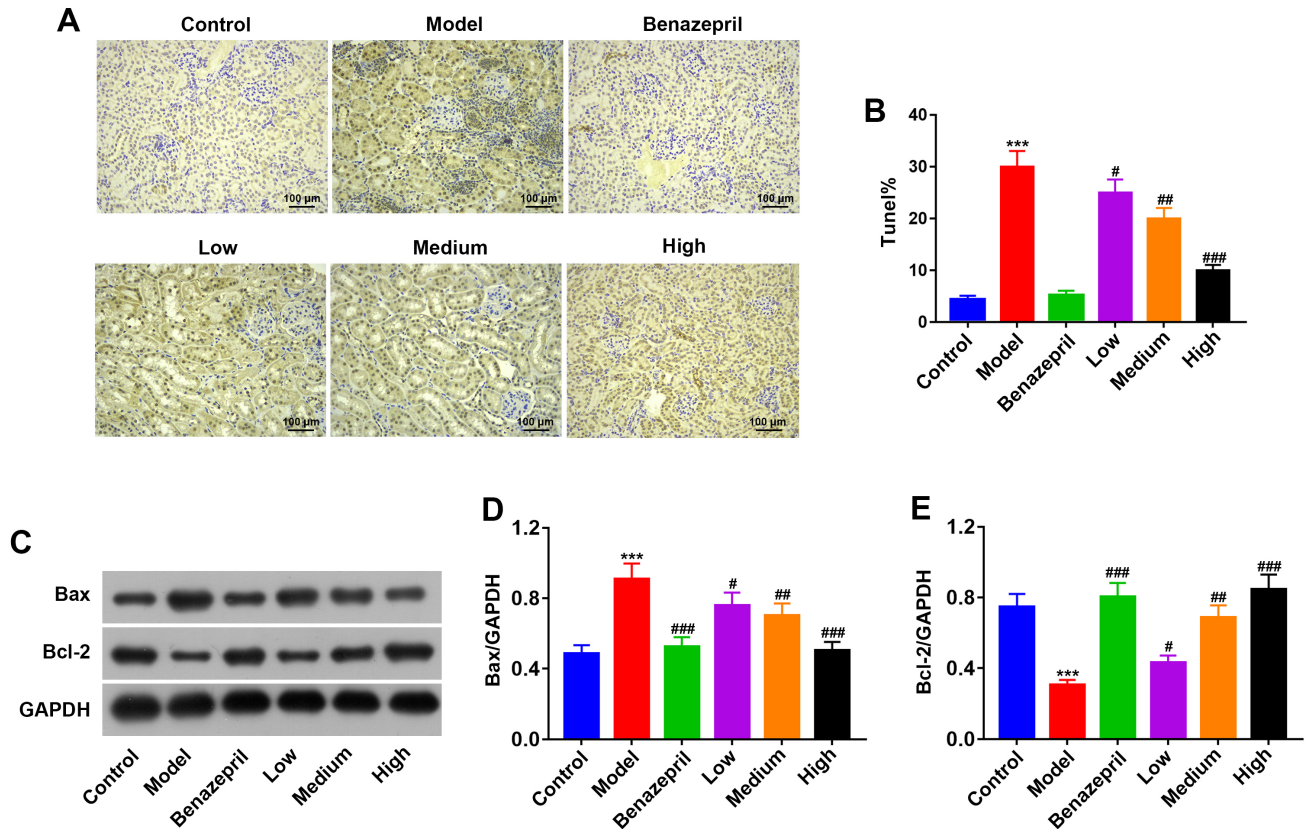 A
Control
Model
Benazepril
100 μm
100 μm
100 μm
Low
Medium
High
100 μm
100 μm
100 μm
B
Tunel%
40
30
20
10
0
***
#
##
###
Control
Model
Benazepril
Low
Medium
High
C
Bax
Bcl-2
GAPDH
Control
Model
Benazepril
Low
Medium
High
D
Bax/GAPDH
1.2
0.8
0.4
0.0
***
###
#
##
###
Control
Model
Benazepril
Low
Medium
High
E
Bcl-2/GAPDH
1.2
0.8
0.4
0.0
***
###
#
##
###
Control
Model
Benazepril
Low
Medium
High